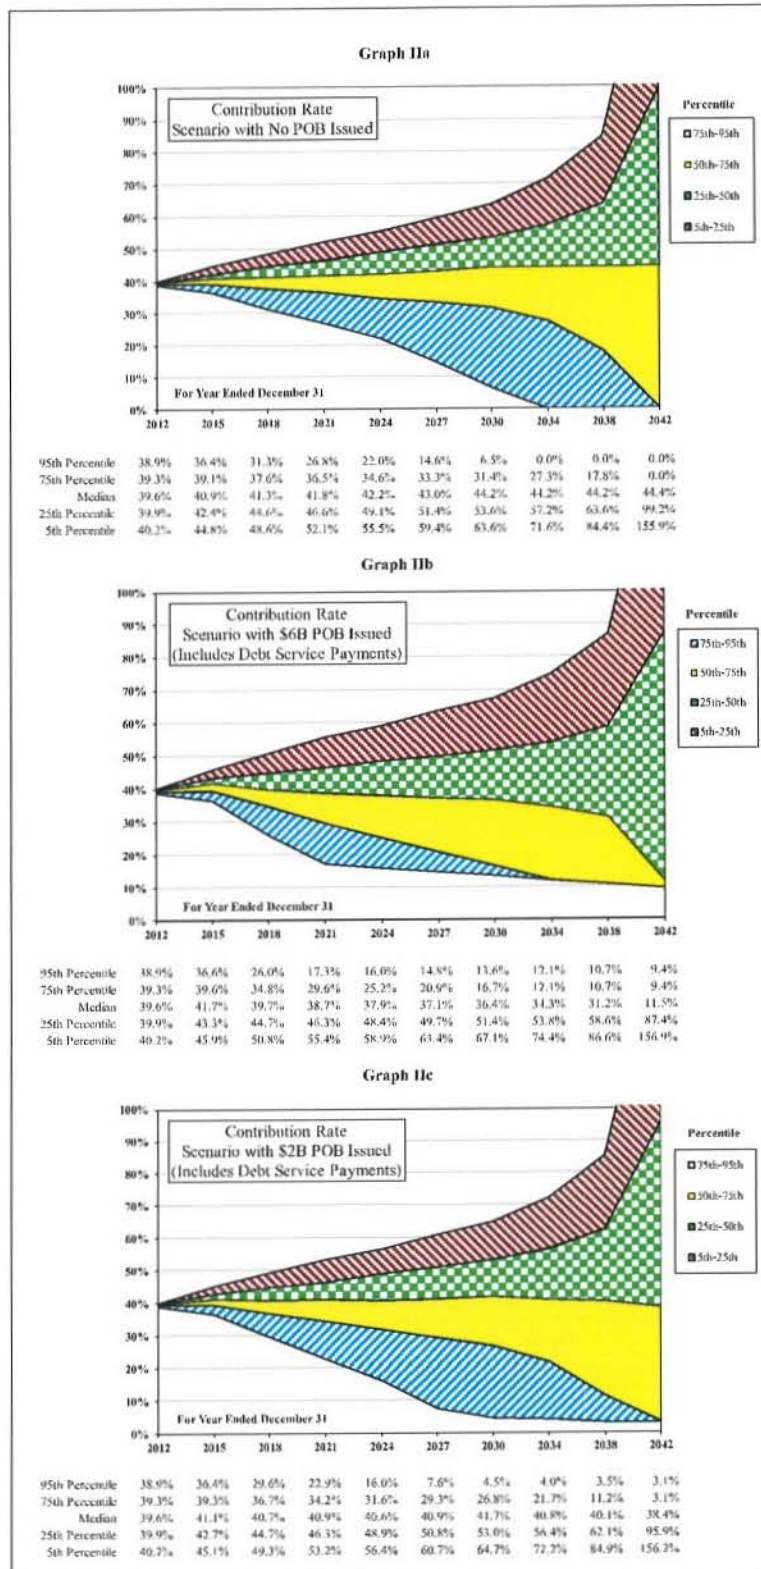 Graph IIa
Contribution Rate
Scenario with No POB Issued
Percentile
75th-95th
50th-75th
25th-50th
5th-25th
100%
90%
80%
70%
60%
50%
40%
30%
20%
10%
0%
For Year Ended December 31
2012 2015 2018 2021 2024 2027 2030 2034 2038 2042
95th Percentile 38.9% 36.4% 31.3% 26.8% 22.0% 14.6% 6.5% 0.0% 0.0% 0.0%
75th Percentile 39.3% 39.1% 37.6% 36.5% 34.6% 33.3% 31.4% 27.3% 17.8% 0.0%
Median 39.6% 40.9% 41.3% 41.8% 42.2% 43.0% 44.2% 44.2% 44.2% 44.4%
25th Percentile 39.9% 42.4% 44.6% 46.6% 49.1% 51.4% 53.6% 57.2% 63.6% 99.2%
5th Percentile 40.2% 44.8% 48.6% 52.1% 55.5% 59.4% 63.6% 71.6% 84.4% 155.9%
Graph IIb
Contribution Rate
Scenario with $6B POB Issued
(Includes Debt Service Payments)
Percentile
75th-95th
50th-75th
25th-50th
5th-25th
100%
90%
80%
70%
60%
50%
40%
30%
20%
10%
0%
For Year Ended December 31
2012 2015 2018 2021 2024 2027 2030 2034 2038 2042
95th Percentile 38.9% 36.6% 26.0% 17.3% 16.0% 14.8% 13.6% 12.1% 10.7% 9.4%
75th Percentile 39.3% 39.6% 34.8% 29.6% 25.2% 20.9% 16.7% 12.1% 10.7% 9.4%
Median 39.6% 41.7% 39.7% 38.7% 37.9% 37.1% 36.4% 34.3% 31.2% 11.5%
25th Percentile 39.9% 43.3% 44.7% 46.3% 48.4% 49.7% 51.4% 53.8% 58.6% 87.4%
5th Percentile 40.2% 45.9% 50.8% 55.4% 58.9% 63.4% 67.1% 74.4% 86.6% 156.9%
Graph IIc
Contribution Rate
Scenario with $2B POB Issued
(Includes Debt Service Payments)
Percentile
75th-95th
50th-75th
25th-50th
5th-25th
100%
90%
80%
70%
60%
50%
40%
30%
20%
10%
0%
For Year Ended December 31
2012 2015 2018 2021 2024 2027 2030 2034 2038 2042
95th Percentile 38.9% 36.4% 29.6% 22.9% 16.0% 7.6% 4.5% 4.0% 3.5% 3.1%
75th Percentile 39.3% 39.3% 36.7% 34.2% 31.6% 29.3% 26.8% 21.7% 11.2% 3.1%
Median 39.6% 41.1% 40.7% 40.9% 40.6% 40.9% 41.7% 40.8% 40.1% 38.4%
25th Percentile 39.9% 42.7% 44.7% 46.3% 48.9% 50.8% 53.0% 56.4% 62.1% 95.9%
5th Percentile 40.2% 45.1% 49.3% 53.2% 56.4% 60.7% 64.7% 72.2% 84.9% 156.2%